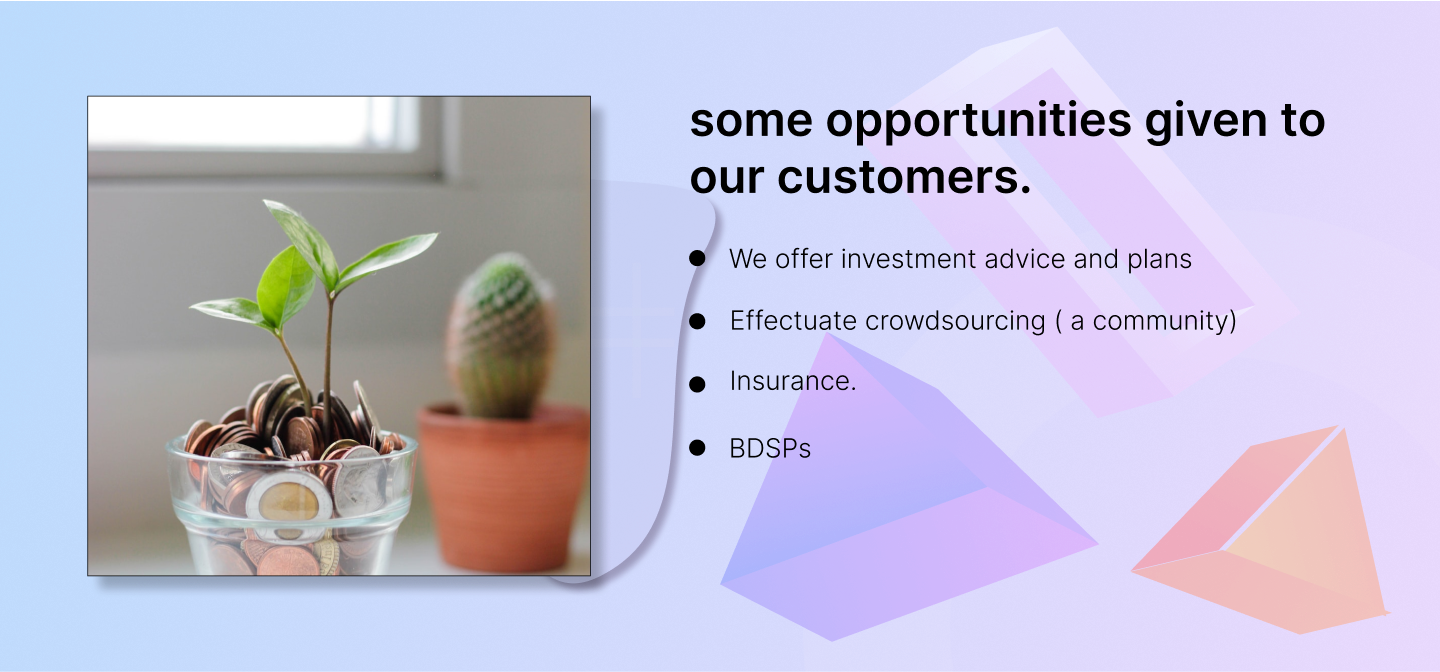 some opportunities given to
our customers.
We offer investment advice and plans
Effectuate crowdsourcing ( a community)
Insurance.
BDSPs